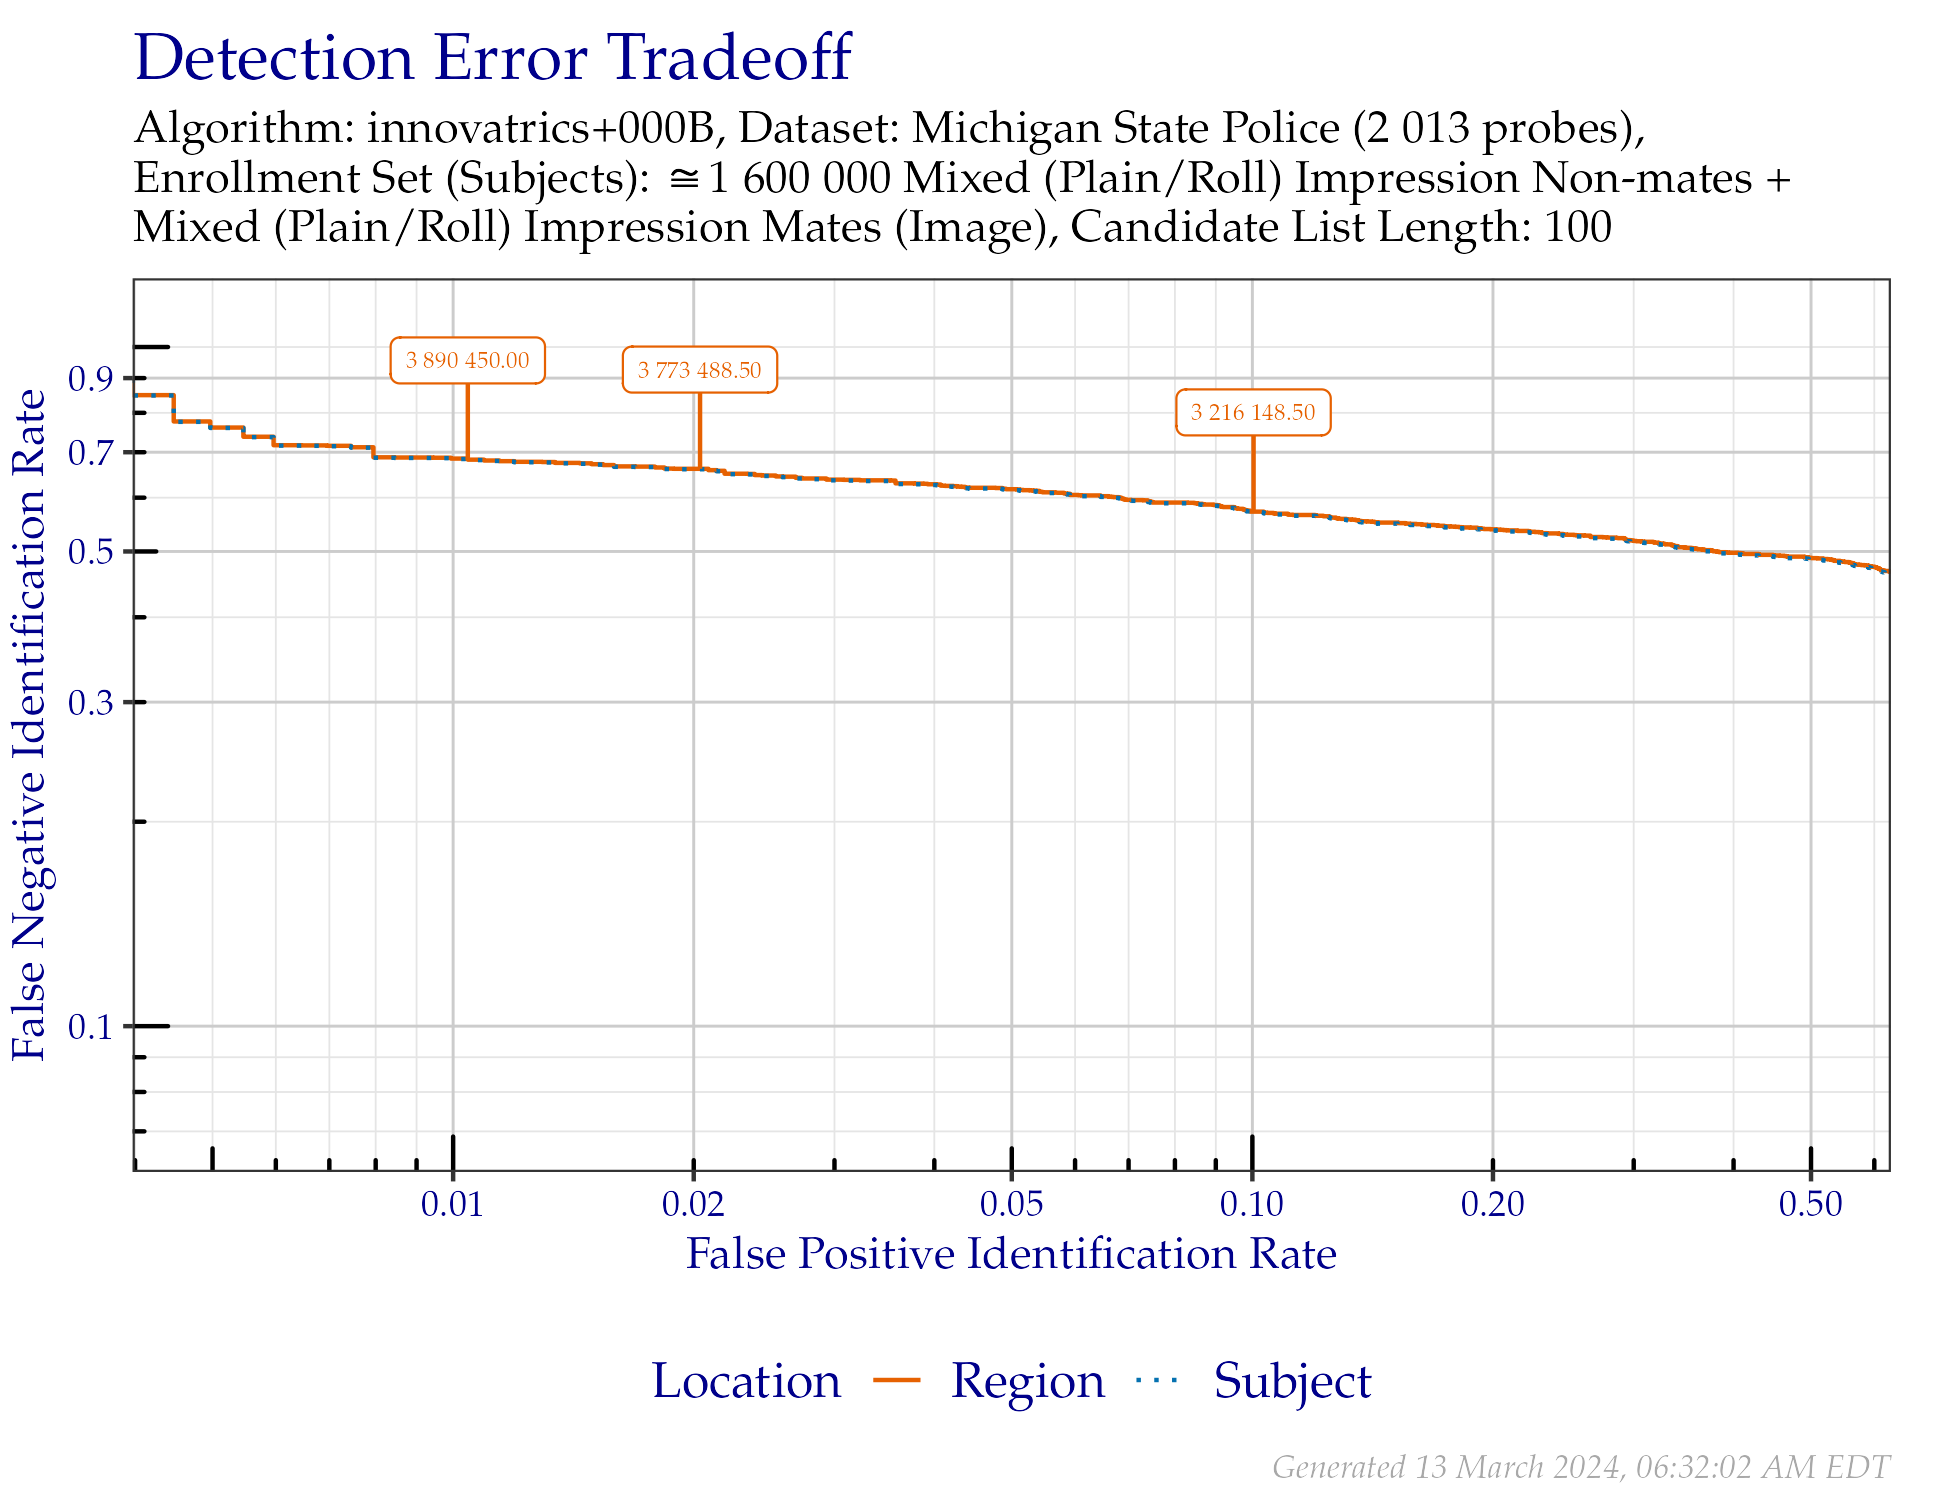 Detection Error Tradeoff
Algorithm: innovatrics+000B, Dataset: Michigan State Police (2 013 probes),
Enrollment Set (Subjects): ≅1 600 000 Mixed (Plain/Roll) Impression Non-mates +
Mixed (Plain/Roll) Impression Mates (Image), Candidate List Length: 100
3 890 450.00
3 773 488.50
3 216 148.50
0.9
0.7
0.5
0.3
0.1
False Negative Identification Rate
0.01 0.02 0.05 0.10 0.20 0.50
False Positive Identification Rate
Location Region Subject
Generated 13 March 2024, 06:32:02 AM EDT